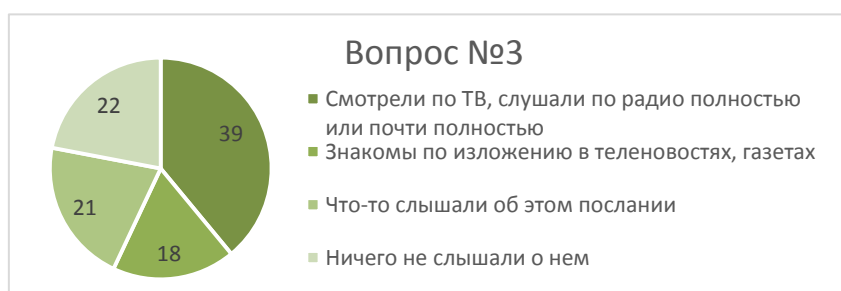 Вопрос №3
22
39
21
18
Смотрели по ТВ, слушали по радио полностью
или почти полностью
Знакомы по изложению в теленовостях, газетах
Что-то слышали об этом послании
Ничего не слышали о нем